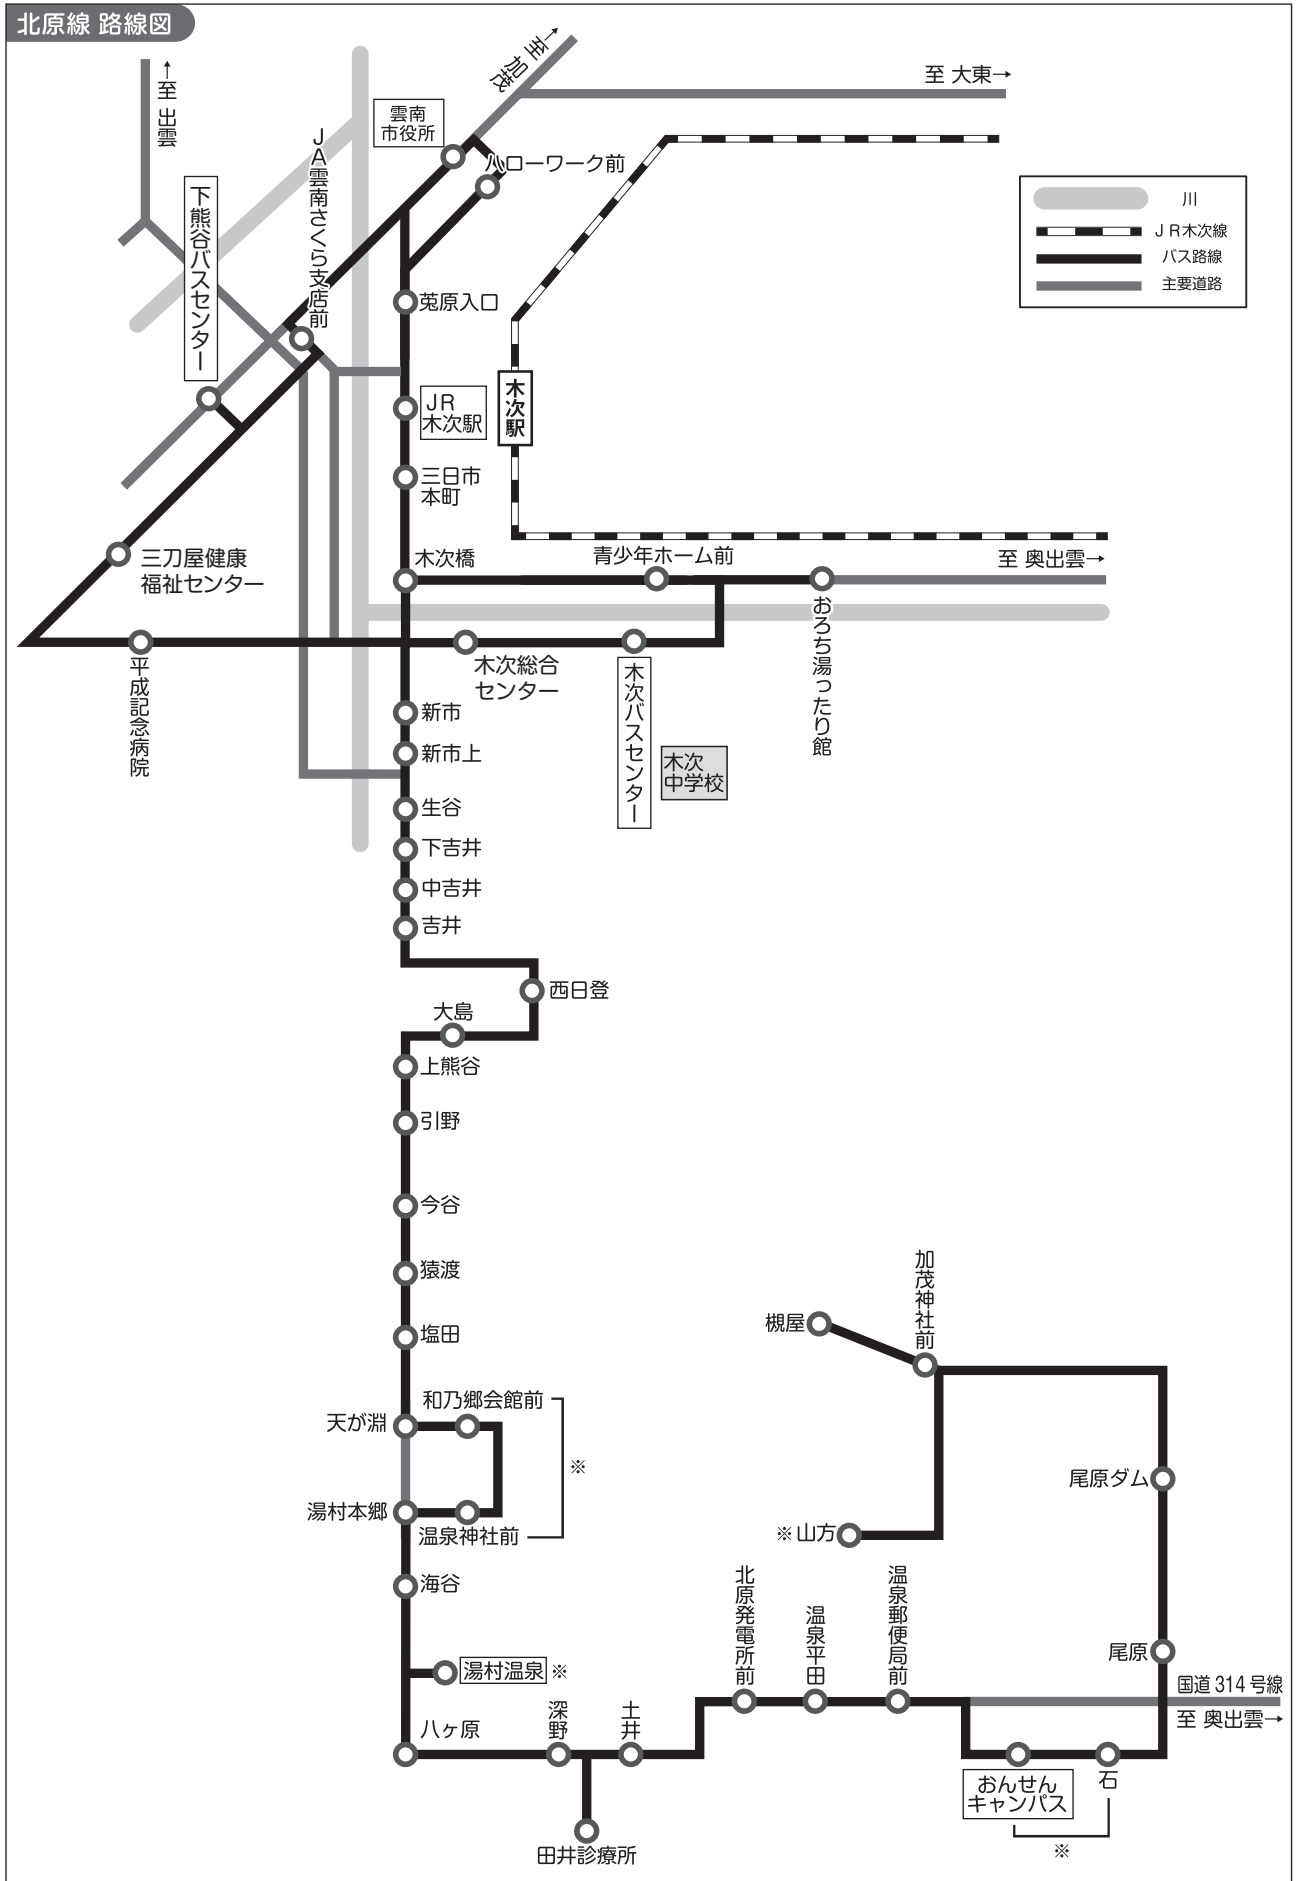 北原線 路線図
至 加茂→
至 大東→
←至 出雲
雲南
市役所
ハローワーク前
JA雲南さくら支店前
下熊谷バスセンター
川
JR木次線
バス路線
主要道路
菟原入口
JR
木次駅
木次駅
三日市
本町
三刀屋健康
福祉センター
木次橋
青少年ホーム前
至 奥出雲→
おろち湯ったり館
平成記念病院
木次総合
センター
木次バスセンター
木次
中学校
新市
新市上
生谷
下吉井
中吉井
吉井
西日登
大島
上熊谷
引野
今谷
猿渡
塩田
加茂神社前
槻屋
和乃郷会館前
天が淵
※
湯村本郷
温泉神社前
尾原ダム
※山方
海谷
北原発電所前
温泉平田
温泉郵便局前
尾原
湯村温泉 ※
国道314号線
至 奥出雲→
八ヶ原
深野
土井
おんせん
キャンパス
石
※
田井診療所